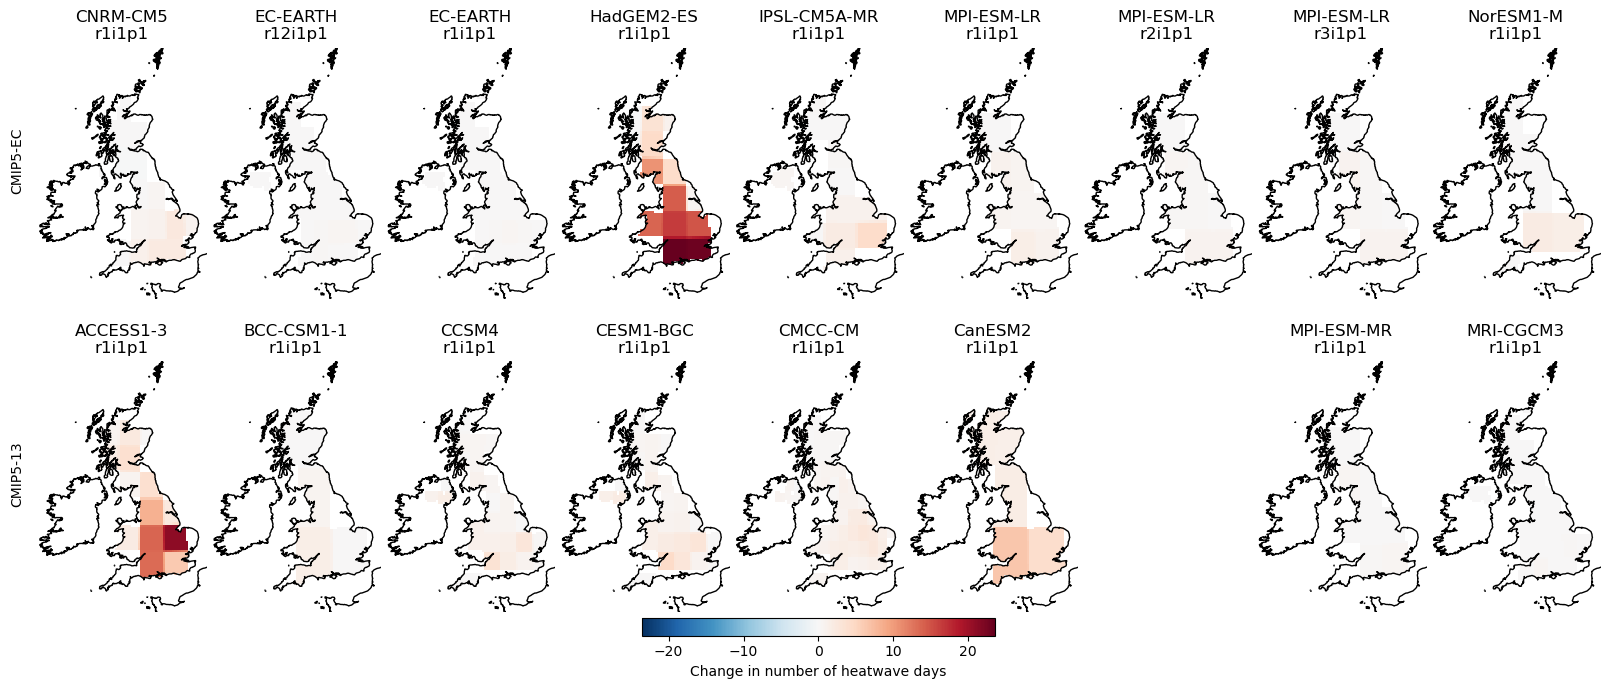 CNRM-CM5
r1i1p1
EC-EARTH
r12i1p1
EC-EARTH
r1i1p1
HadGEM2-ES
r1i1p1
IPSL-CM5A-MR
r1i1p1
MPI-ESM-LR
r1i1p1
MPI-ESM-LR
r2i1p1
MPI-ESM-LR
r3i1p1
NorESM1-M
r1i1p1
CMIP5-EC
ACCESS1-3
r1i1p1
BCC-CSM1-1
r1i1p1
CCSM4
r1i1p1
CESM1-BGC
r1i1p1
CMCC-CM
r1i1p1
CanESM2
r1i1p1
MPI-ESM-MR
r1i1p1
MRI-CGCM3
r1i1p1
CMIP5-13
−20 −10 0 10 20
Change in number of heatwave days